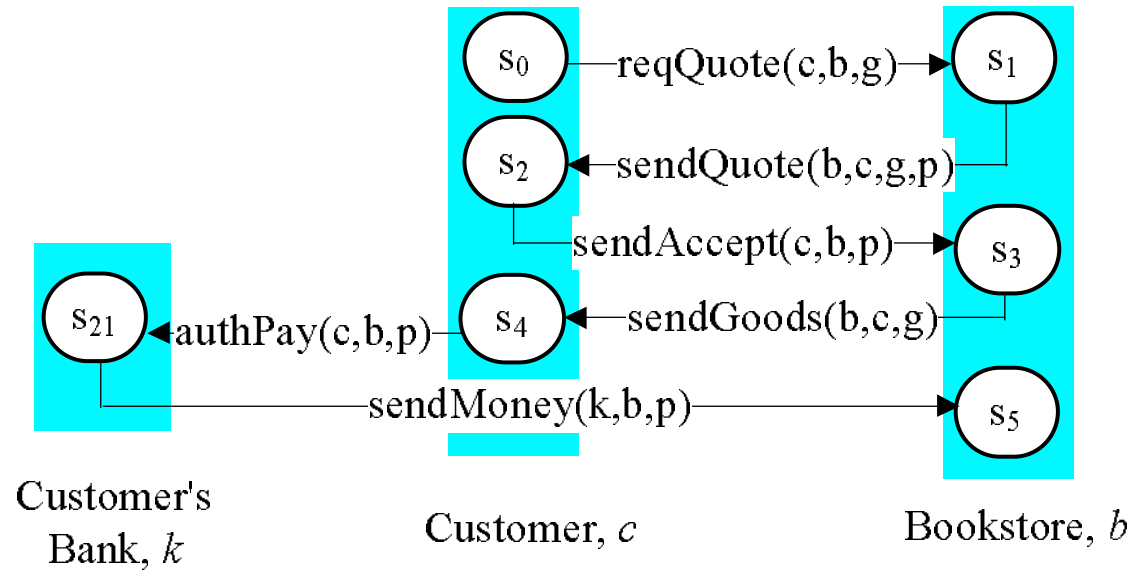 s0
reqQuote(c,b,g)
s1
s2
sendQuote(b,c,g,p)
sendAccept(c,b,p)
s3
s21
authPay(c,b,p)
s4
sendGoods(b,c,g)
sendMoney(k,b,p)
s5
Customer's
Bank, k
Customer, c
Bookstore, b